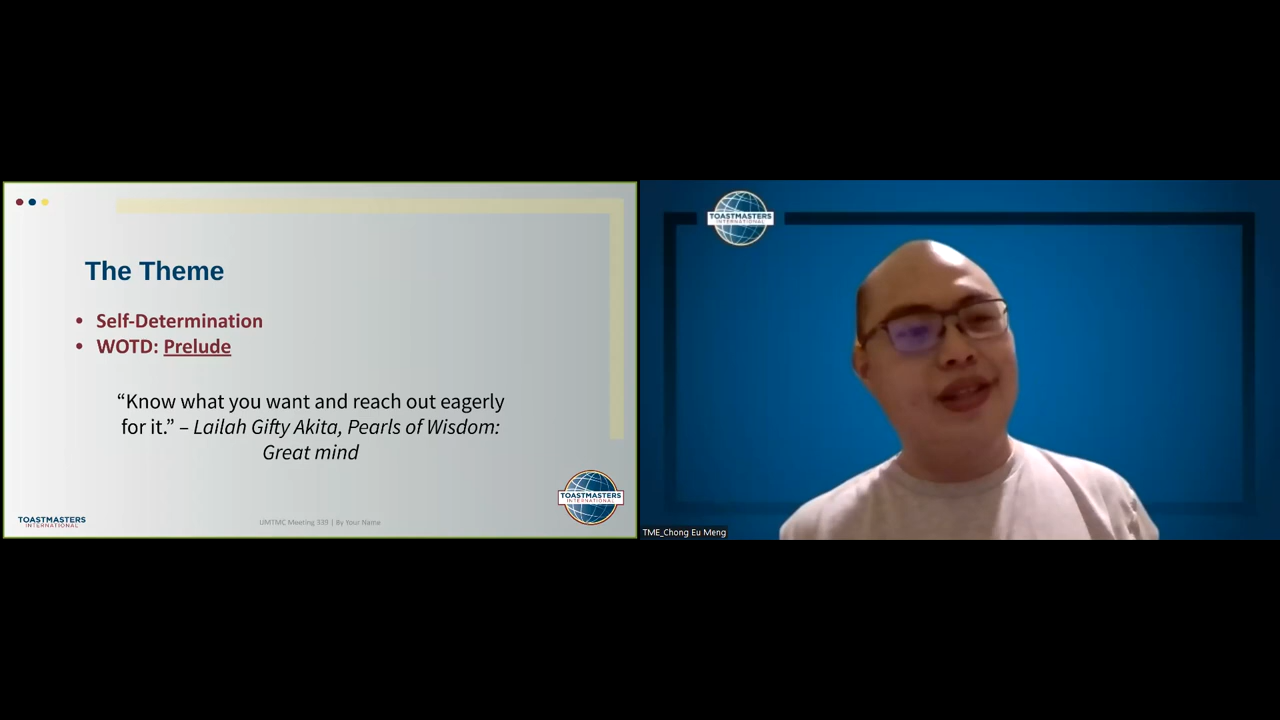 The Theme
• Self-Determination
• WOTD: Prelude
“Know what you want and reach out eagerly
for it.” – Lailah Gifty Akita, Pearls of Wisdom:
Great mind
TOASTMASTERS
INTERNATIONAL
UMTMC Meeting 339 | By Your Name
TOASTMASTERS
INTERNATIONAL
TOASTMASTERS
INTERNATIONAL
TME_Chong Eu Meng